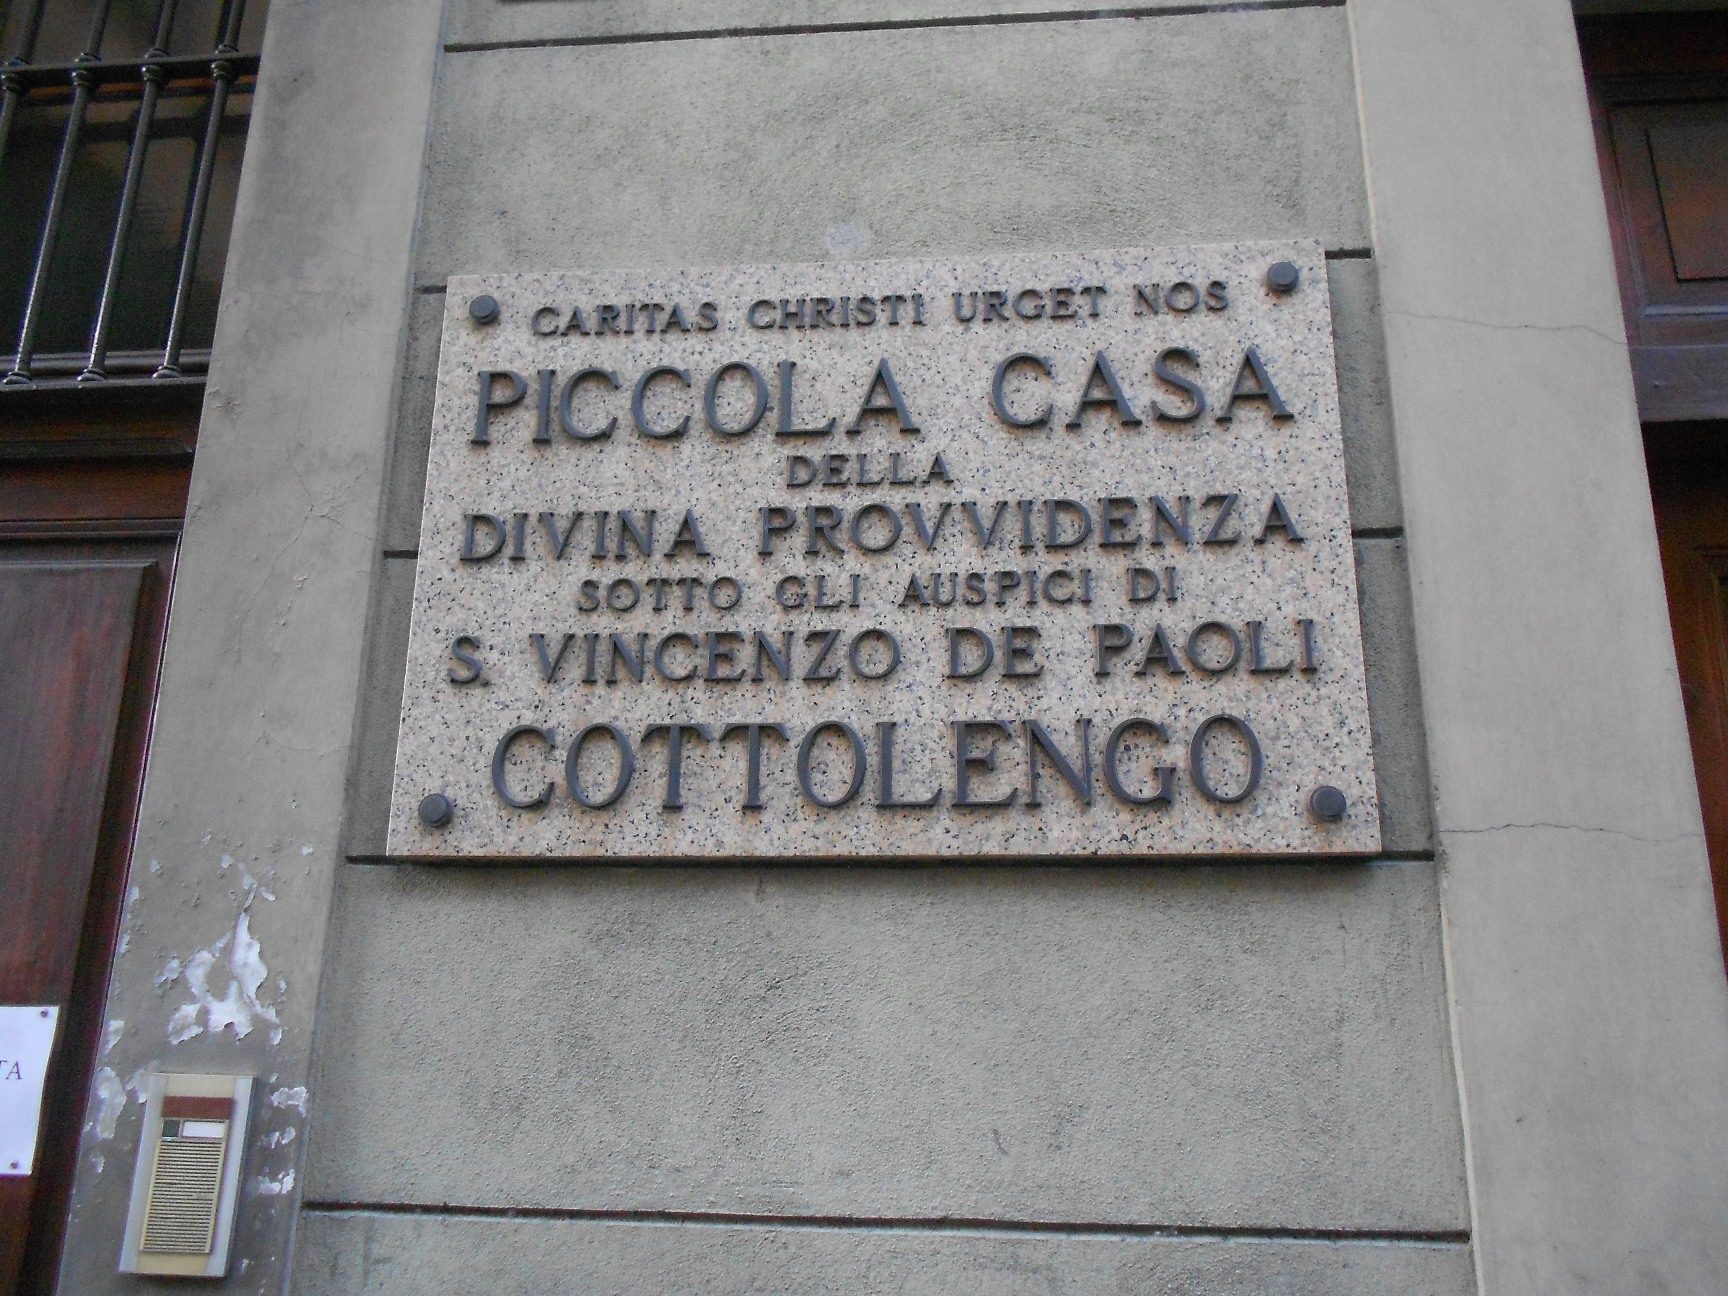 CARITAS CHRISTI URGET NOS
PICCOLA CASA
DELLA
DIVINA PROVVIDENZA
SOTTO GLI AUSPICI DI
S. VINCENZO DE PAOLI
COTTOLENGO